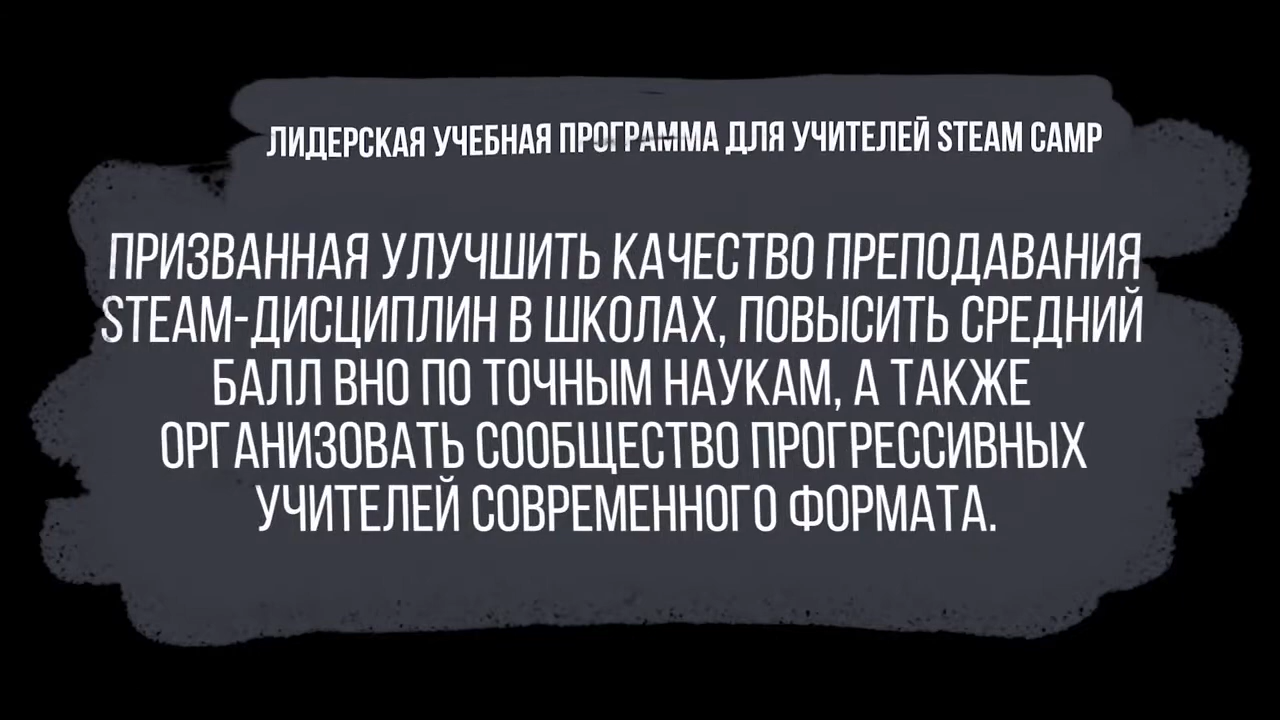 ЛИДЕРСКАЯ УЧЕБНАЯ ПРОГРАММА ДЛЯ УЧИТЕЛЕЙ STEAM CAMP
ПРИЗВАННАЯ УЛУЧШИТЬ КАЧЕСТВО ПРЕПОДАВАНИЯ
STEAM-ДИСЦИПЛИН В ШКОЛАХ, ПОВЫСИТЬ СРЕДНИЙ
БАЛЛ ВНО ПО ТОЧНЫМ НАУКАМ, А ТАКЖЕ
ОРГАНИЗОВАТЬ СООБЩЕСТВО ПРОГРЕССИВНЫХ
УЧИТЕЛЕЙ СОВРЕМЕННОГО ФОРМАТА.